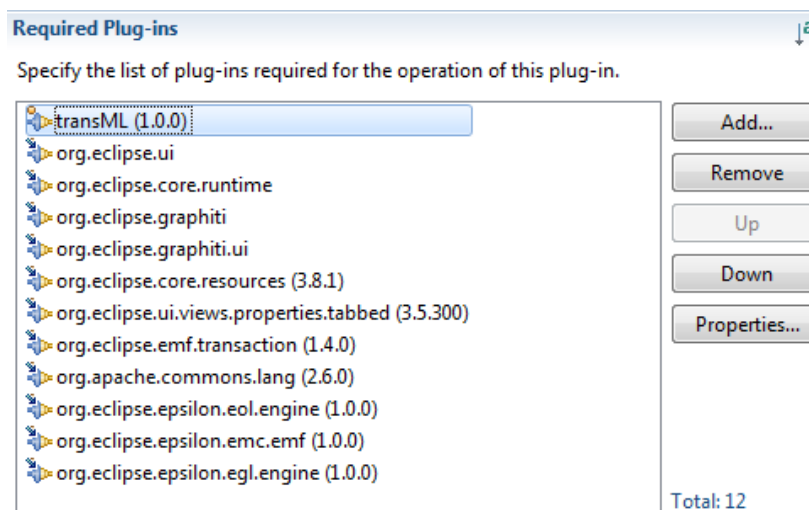 Required Plug-ins
Specify the list of plug-ins required for the operation of this plug-in.
transML (1.0.0)
org.eclipse.ui
org.eclipse.core.runtime
org.eclipse.graphiti
org.eclipse.graphiti.ui
org.eclipse.core.resources (3.8.1)
org.eclipse.ui.views.properties.tabbed (3.5.300)
org.eclipse.emf.transaction (1.4.0)
org.apache.commons.lang (2.6.0)
org.eclipse.epsilon.eol.engine (1.0.0)
org.eclipse.epsilon.emc.emf (1.0.0)
org.eclipse.epsilon.egl.engine (1.0.0)
Add...
Remove
Up
Down
Properties...
Total: 12